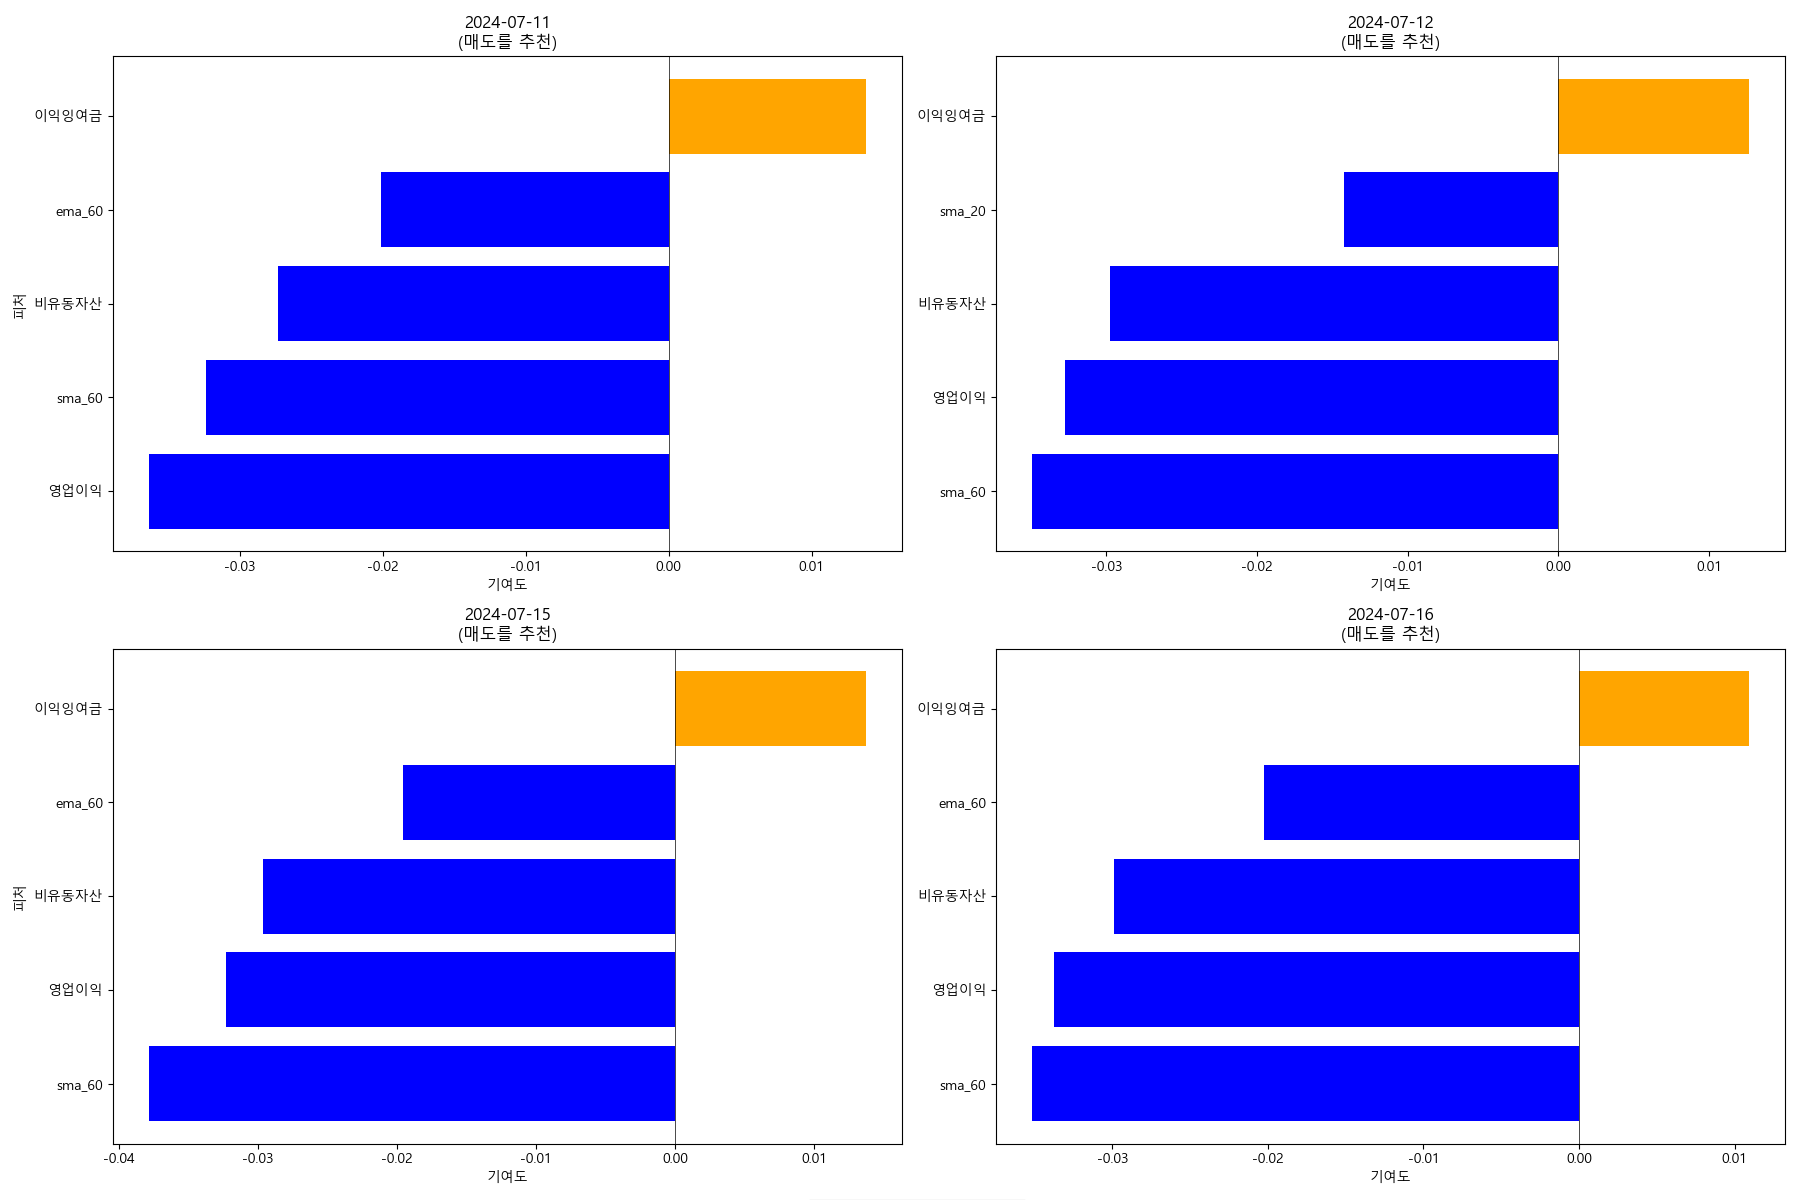 2024-07-11
(매도를 추천)
피처
이익잉여금
ema_60
비유동자산
sma_60
영업이익
-0.03 -0.02 -0.01 0.00 0.01
기여도
2024-07-12
(매도를 추천)
이익잉여금
sma_20
비유동자산
영업이익
sma_60
-0.03 -0.02 -0.01 0.00 0.01
기여도
2024-07-15
(매도를 추천)
피처
이익잉여금
ema_60
비유동자산
영업이익
sma_60
-0.04 -0.03 -0.02 -0.01 0.00 0.01
기여도
2024-07-16
(매도를 추천)
이익잉여금
ema_60
비유동자산
영업이익
sma_60
-0.03 -0.02 -0.01 0.00 0.01
기여도